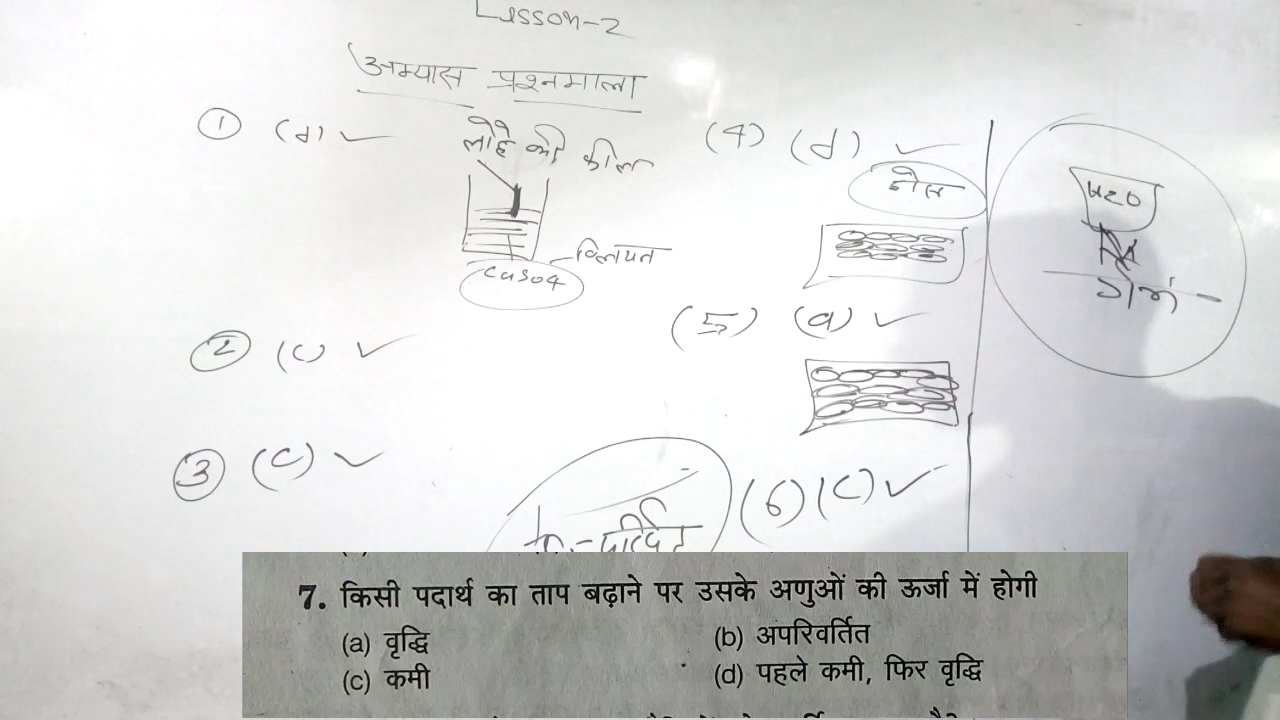 Lesson-2
अभ्यास प्रश्नमाला
① (d) ✓
लोहे की कील
CuSO4
विलयन
② (c) ✓
③ (c) ✓
(4) (d) ✓
गैस
(5) (a) ✓
(6) (c) ✓
H20
गर्म
7. किसी पदार्थ का ताप बढ़ाने पर उसके अणुओं की ऊर्जा में होगी
(a) वृद्धि (b) अपरिवर्तित
(c) कमी (d) पहले कमी, फिर वृद्धि